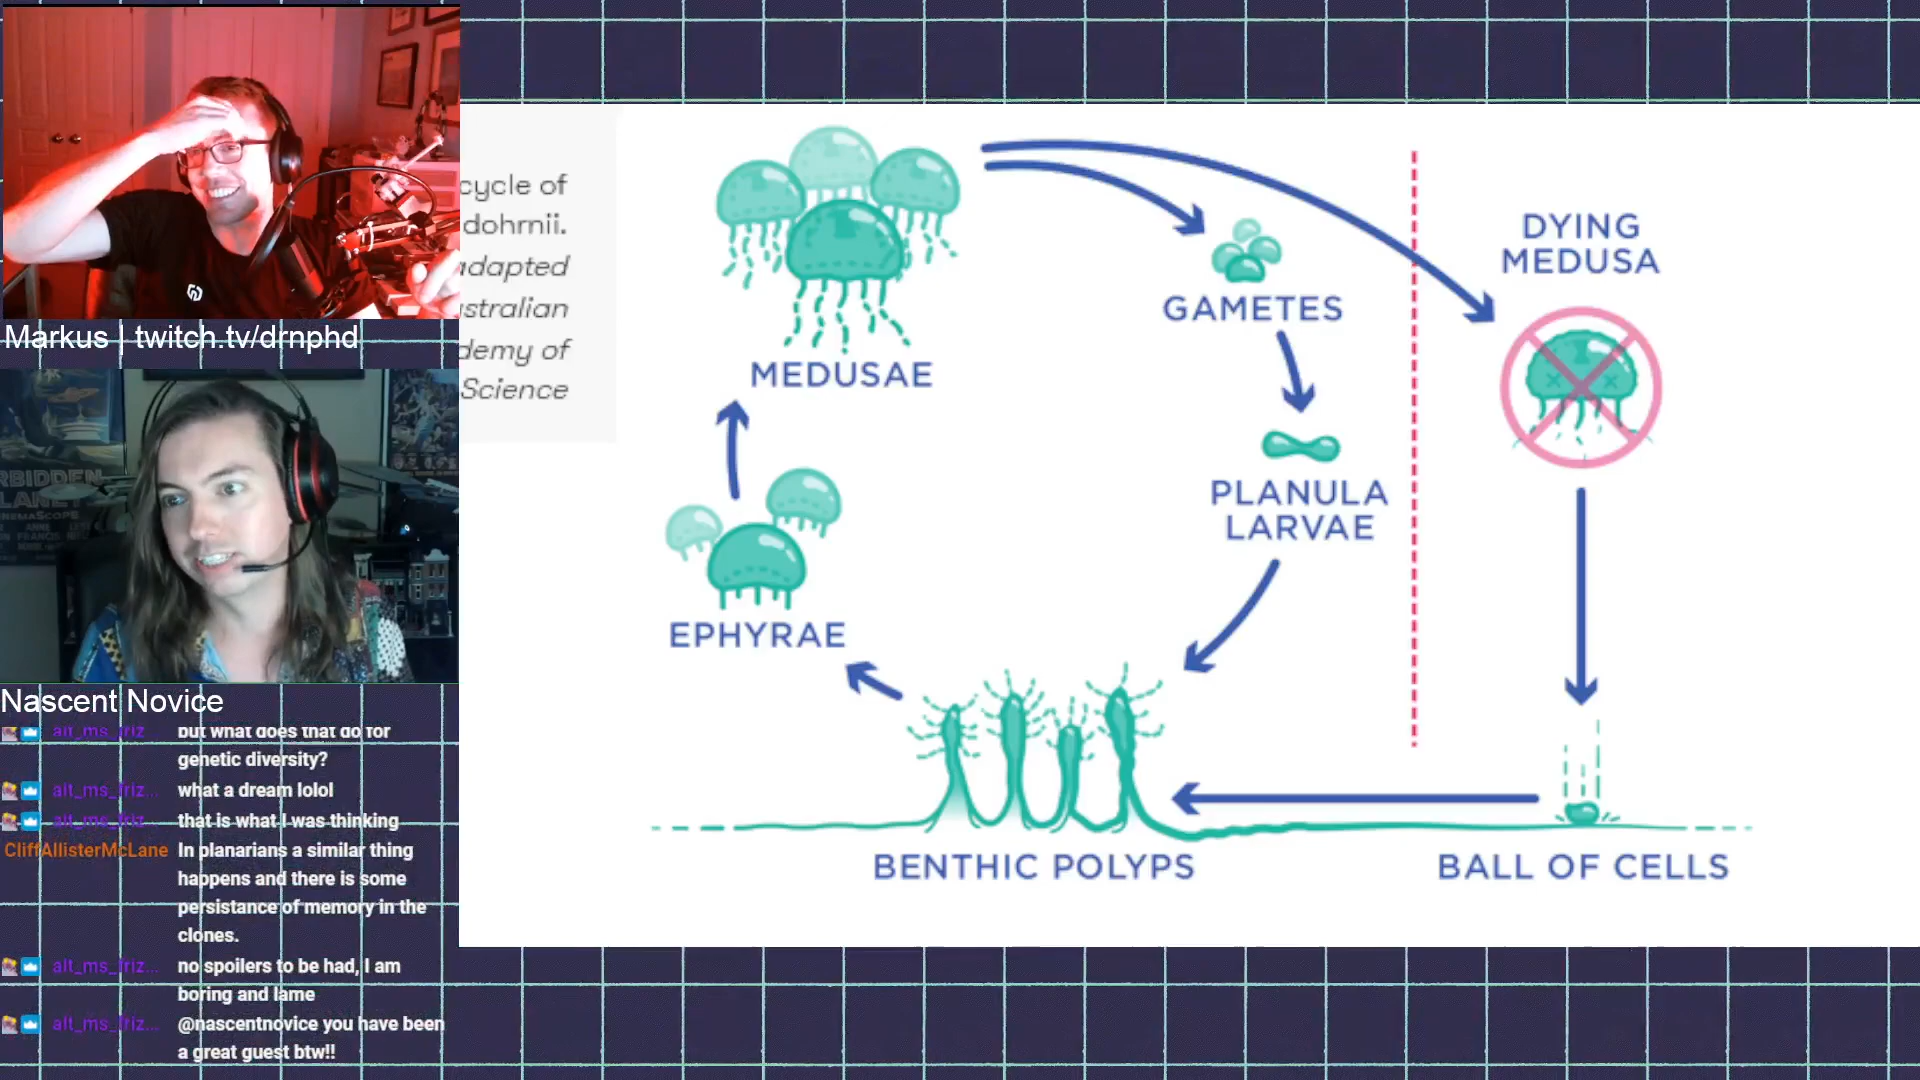 Markus | twitch.tv/drnphd
Nascent Novice
alt_ms_friz... but what does that do for
genetic diversity?
alt_ms_friz... what a dream lolol
alt_ms_friz... that is what I was thinking
CliffAllisterMcLane In planarians a similar thing
happens and there is some
persistance of memory in the
clones.
alt_ms_friz... no spoilers to be had, I am
boring and lame
alt_ms_friz... @nascentnovice you have been
a great guest btw!!
cycle of
dohrnii.
adapted
ustralian
demy of
Science
MEDUSAE
GAMETES
PLANULA
LARVAE
BENTHIC POLYPS
EPHYRAE
DYING
MEDUSA
BALL OF CELLS